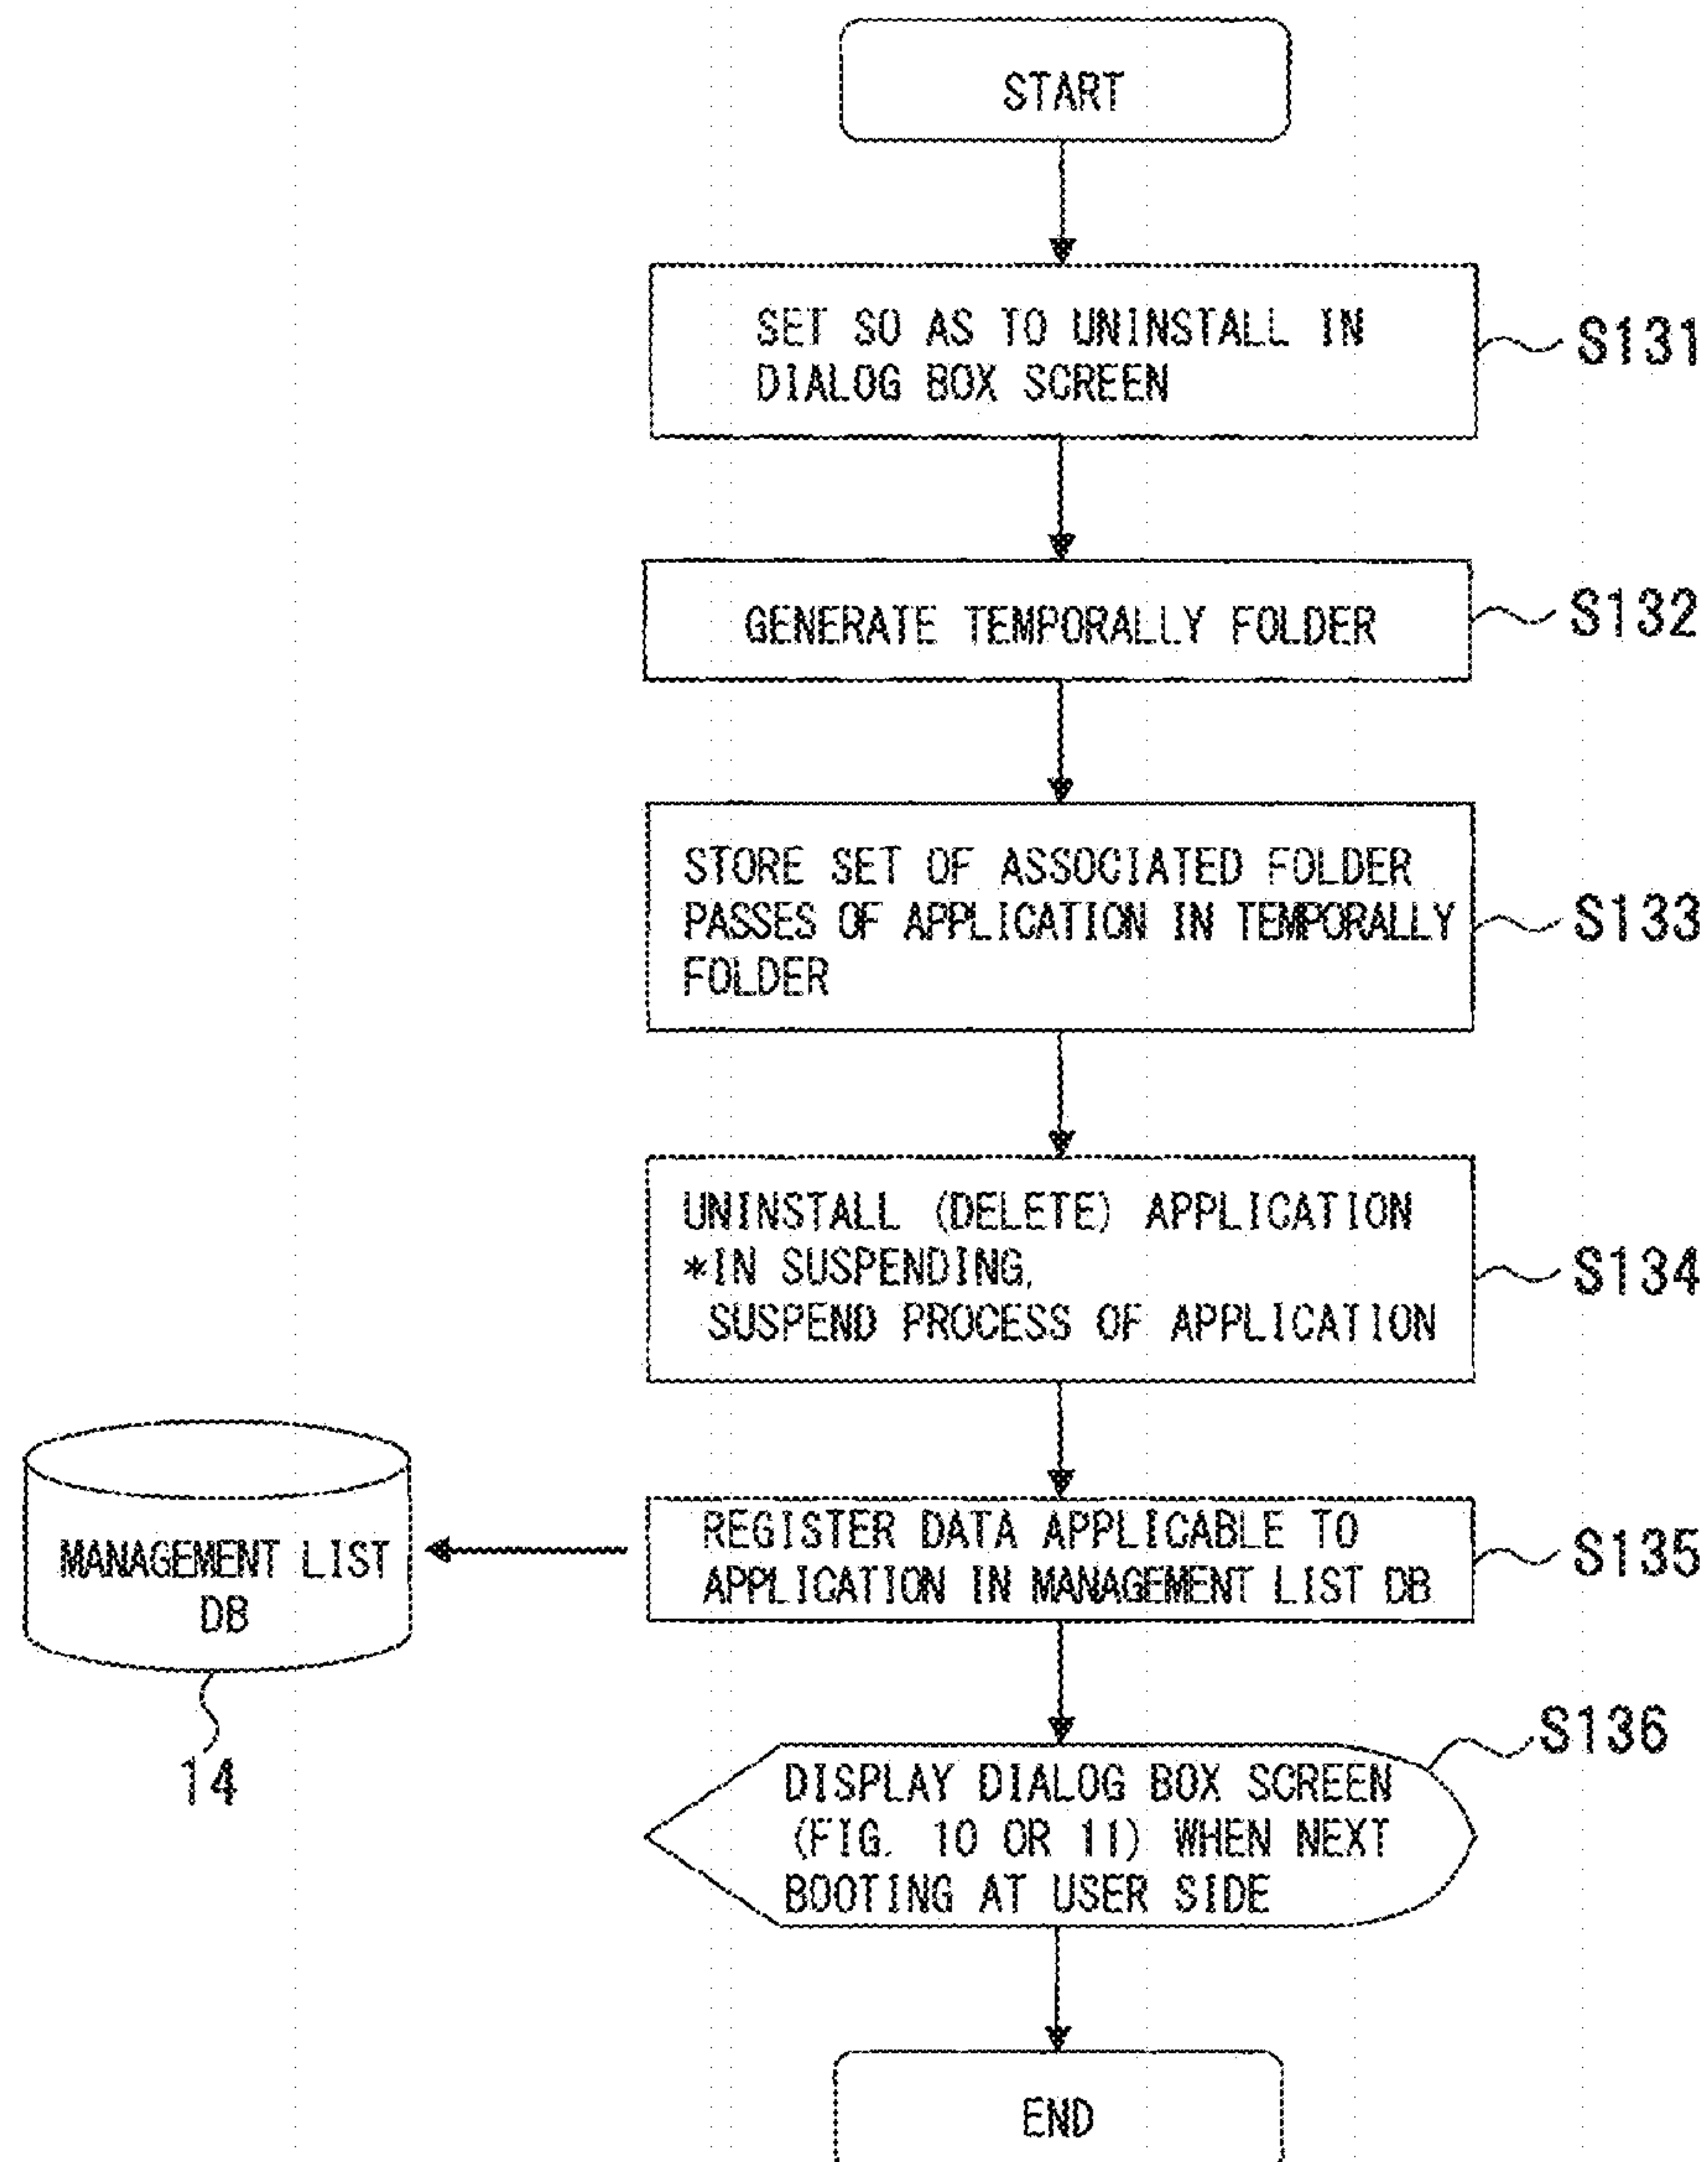 START
SET SO AS TO UNINSTALL IN
DIALOG BOX SCREEN
S131
GENERATE TEMPORALLY FOLDER
S132
STORE SET OF ASSOCIATED FOLDER
PASSES OF APPLICATION IN TEMPORALLY
FOLDER
S133
UNINSTALL (DELETE) APPLICATION
*IN SUSPENDING,
SUSPEND PROCESS OF APPLICATION
S134
REGISTER DATA APPLICABLE TO
APPLICATION IN MANAGEMENT LIST DB
S135
MANAGEMENT LIST
DB
14
S136
DISPLAY DIALOG BOX SCREEN
(FIG. 10 OR 11) WHEN NEXT
BOOTING AT USER SIDE
END